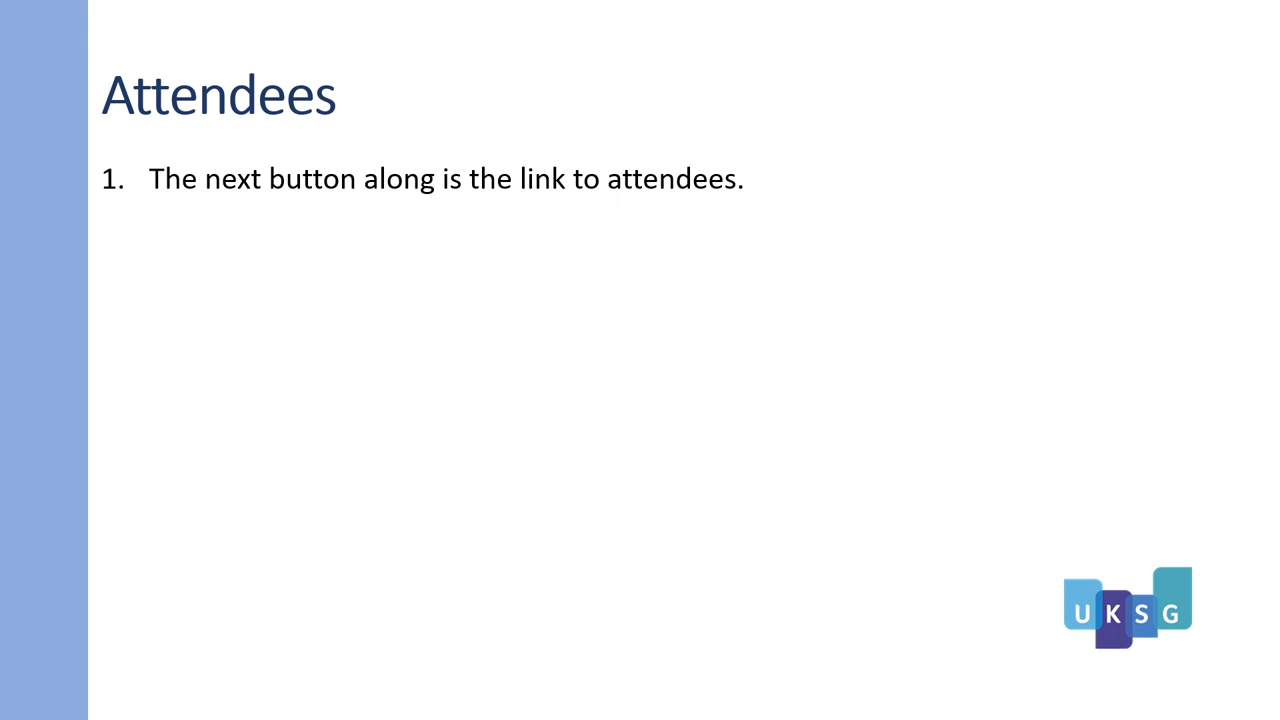 Attendees
1. The next button along is the link to attendees.
UKSG